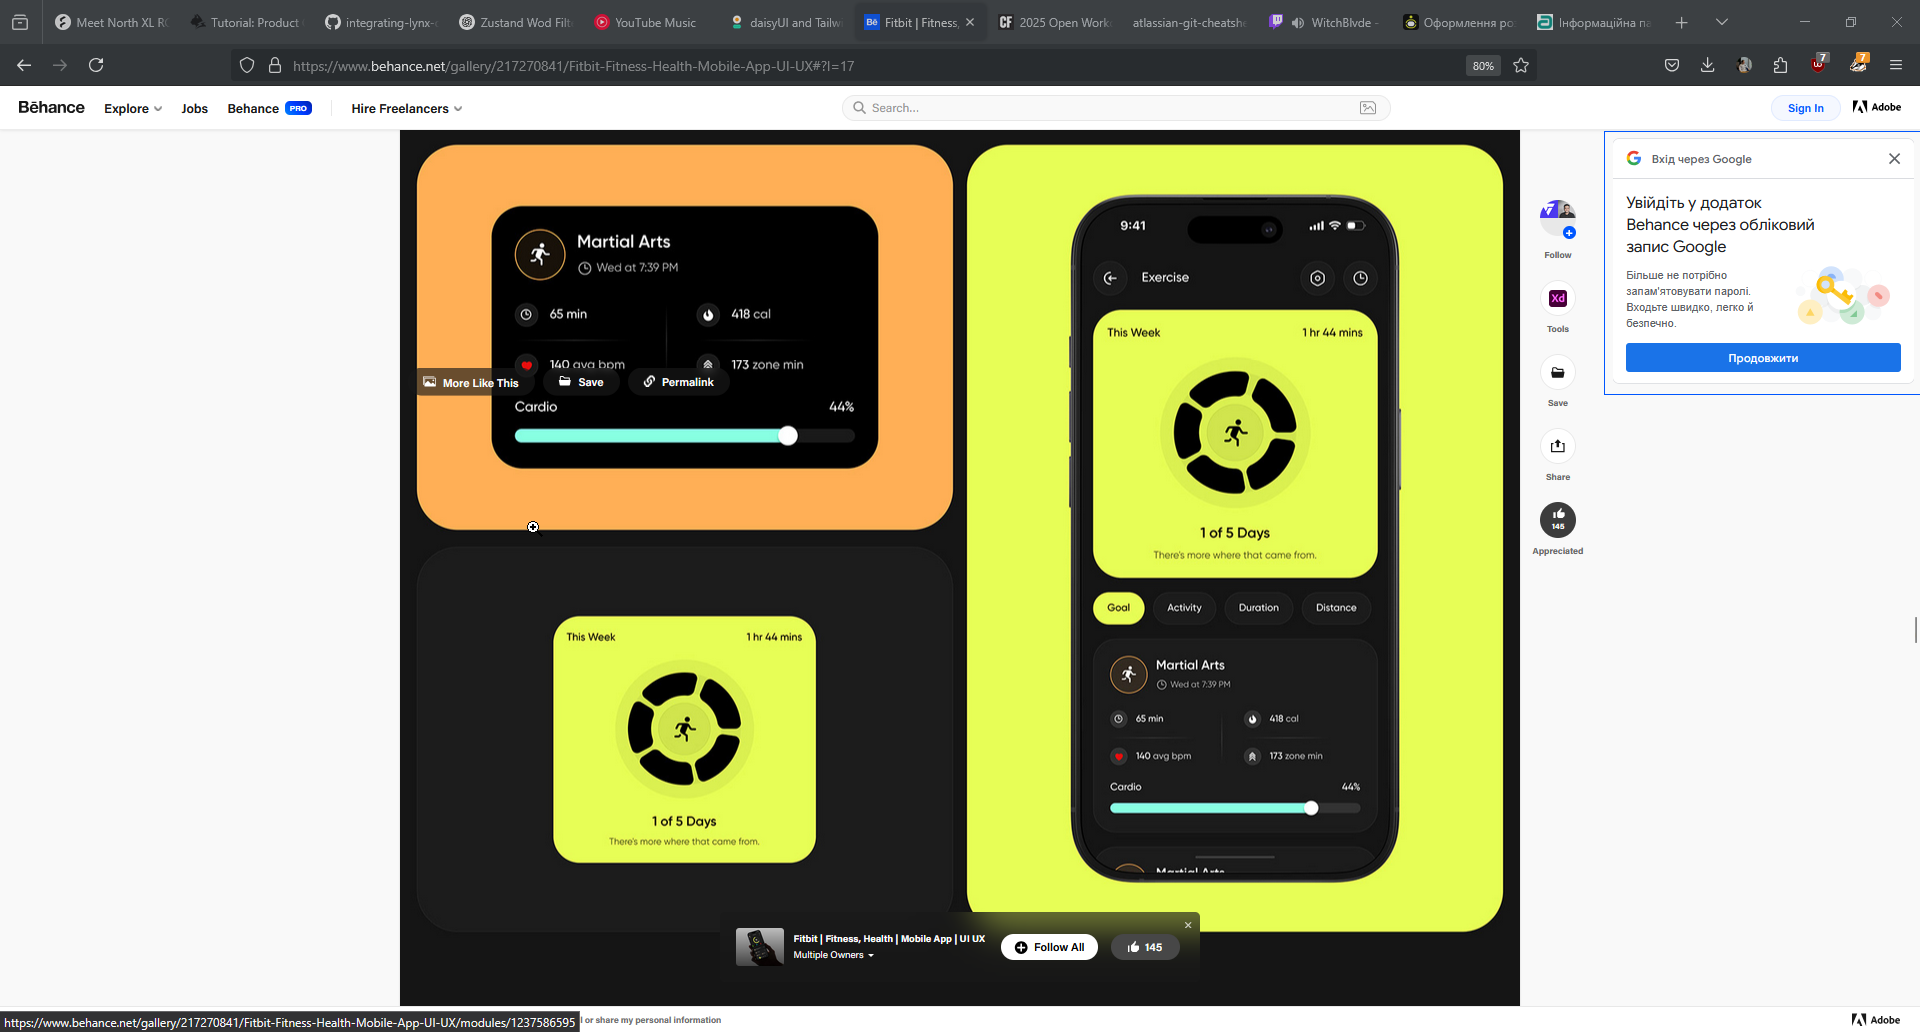 Meet North XL RO
Tutorial: Product
integrating-lynx-
Zustand Wod Filt
YouTube Music
daisyUI and Tailwi
Bē Fitbit | Fitness,
CF 2025 Open Work
atlassian-git-cheatshe
WitchBlvde -
Оформлення ро
Інформаційна па
https://www.behance.net/gallery/217270841/Fitbit-Fitness-Health-Mobile-App-UI-UX#?l=17
80%
7
7
Bēhance
Explore
Jobs
Behance PRO
Hire Freelancers
Search...
Sign In
Adobe
Martial Arts
Wed at 7:39 PM
65 min
418 cal
140 avg bpm
173 zone min
More Like This
Save
Permalink
Cardio
44%
This Week
1 hr 44 mins
1 of 5 Days
There's more where that came from.
9:41
Exercise
This Week
1 hr 44 mins
1 of 5 Days
There's more where that came from.
Goal
Activity
Duration
Distance
Martial Arts
Wed at 7:39 PM
65 min
418 cal
140 avg bpm
173 zone min
Cardio
44%
Martial Arts
Follow
Xd
Tools
Save
Share
145
Appreciated
Вхід через Google
Увійдіть у додаток
Behance через обліковий
запис Google
Більше не потрібно
запам'ятовувати паролі.
Входьте швидко, легко й
безпечно.
Продовжити
Fitbit | Fitness, Health | Mobile App | UI UX
Multiple Owners
Follow All
145
https://www.behance.net/gallery/217270841/Fitbit-Fitness-Health-Mobile-App-UI-UX/modules/1237586595
l or share my personal information
Adobe